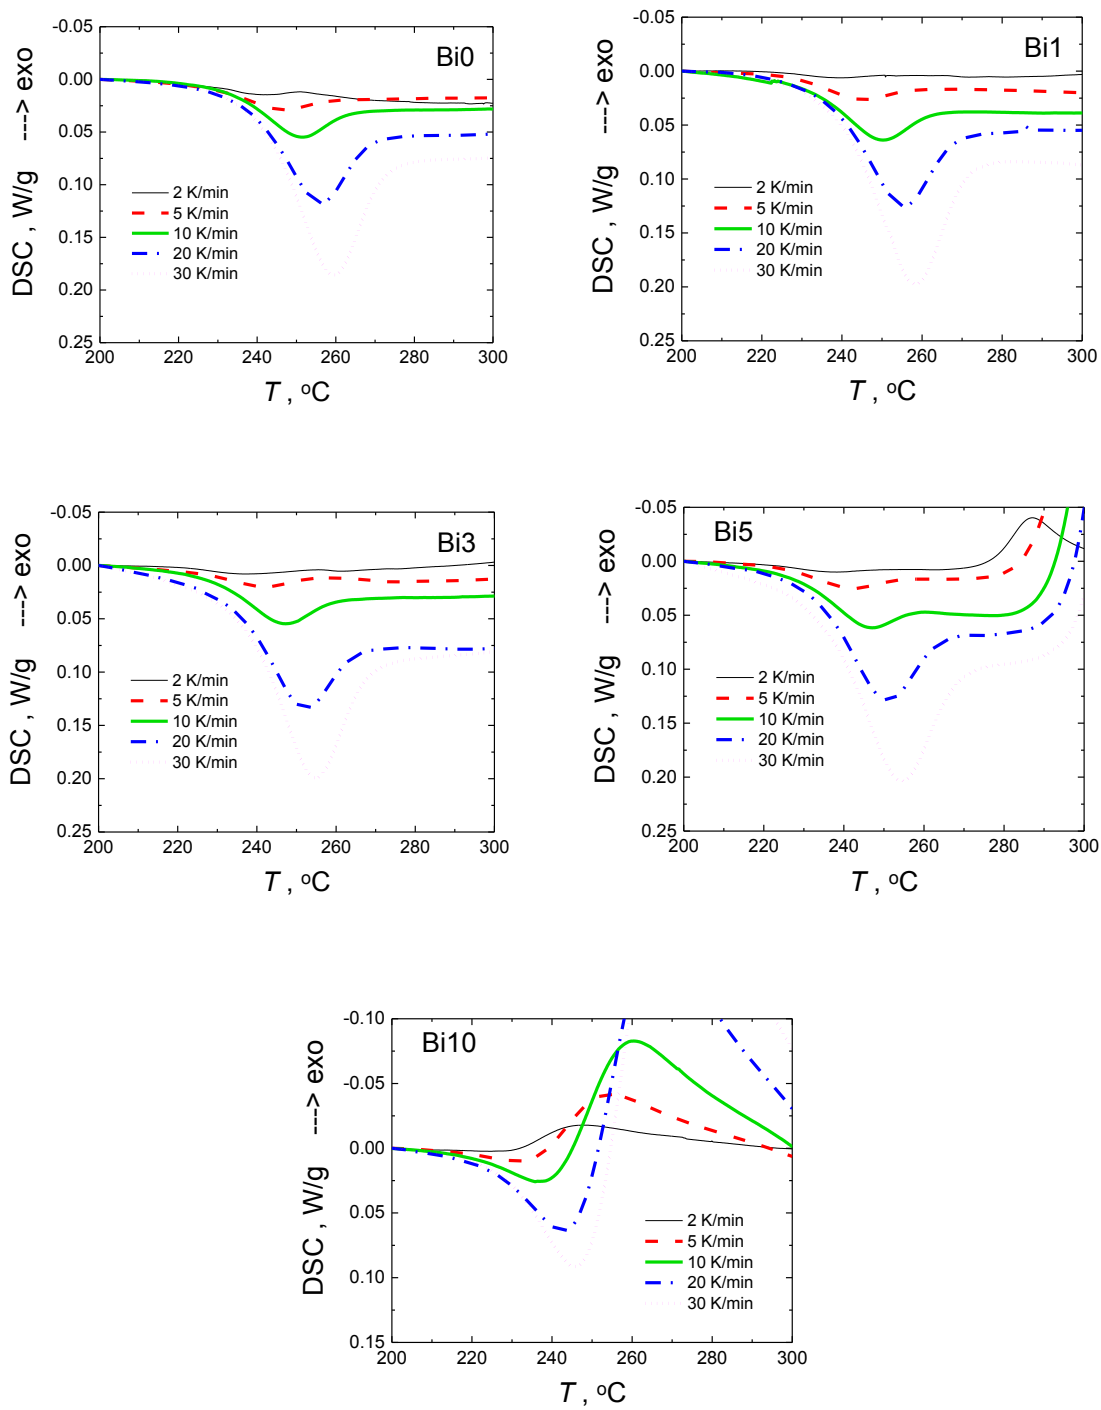 Bi0
-0.05
0.00
0.05
0.10
0.15
0.20
0.25
DSC , W/g ---> exo
2 K/min
5 K/min
10 K/min
20 K/min
30 K/min
200 220 240 260 280 300
T , °C
Bi1
-0.05
0.00
0.05
0.10
0.15
0.20
0.25
DSC , W/g ---> exo
2 K/min
5 K/min
10 K/min
20 K/min
30 K/min
200 220 240 260 280 300
T , °C
Bi3
-0.05
0.00
0.05
0.10
0.15
0.20
0.25
DSC , W/g ---> exo
2 K/min
5 K/min
10 K/min
20 K/min
30 K/min
200 220 240 260 280 300
T , °C
Bi5
-0.05
0.00
0.05
0.10
0.15
0.20
0.25
DSC , W/g ---> exo
2 K/min
5 K/min
10 K/min
20 K/min
30 K/min
200 220 240 260 280 300
T , °C
Bi10
-0.10
-0.05
0.00
0.05
0.10
0.15
DSC , W/g ---> exo
2 K/min
5 K/min
10 K/min
20 K/min
30 K/min
200 220 240 260 280 300
T , °C